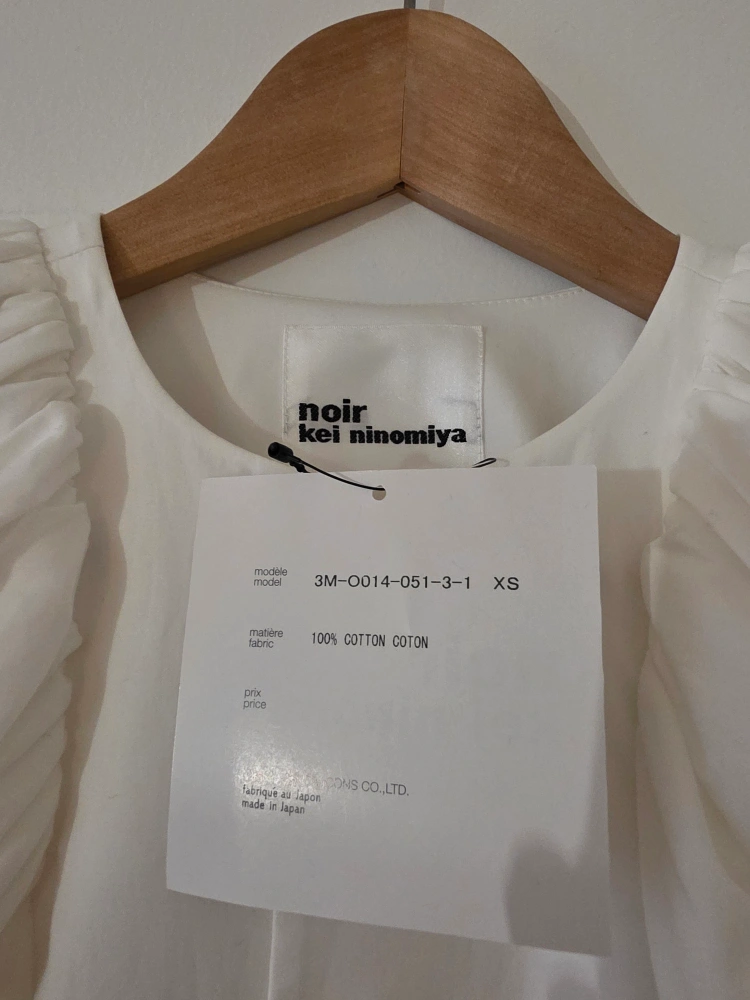 noir
kei ninomiya
modèle
model
3M-O014-051-3-1 XS
matière
fabric
100% COTTON COTON
prix
price
CONS CO.,LTD.
fabriqué au Japon
made in Japan